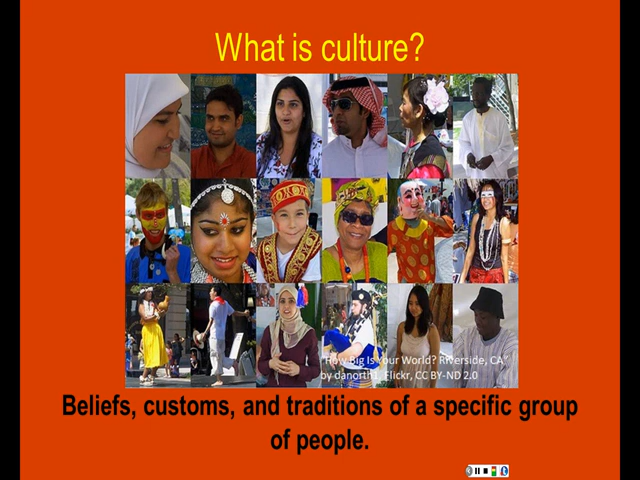 What is culture?
"How Big Is Your World? Riverside, CA"
by danorth1, Flickr, CC BY-ND 2.0
Beliefs, customs, and traditions of a specific group
of people.